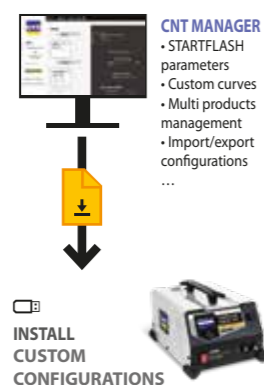 CNT MANAGER
• STARTFLASH
parameters
• Custom curves
• Multi products
management
• Import/export
configurations
…
INSTALL
CUSTOM
CONFIGURATIONS